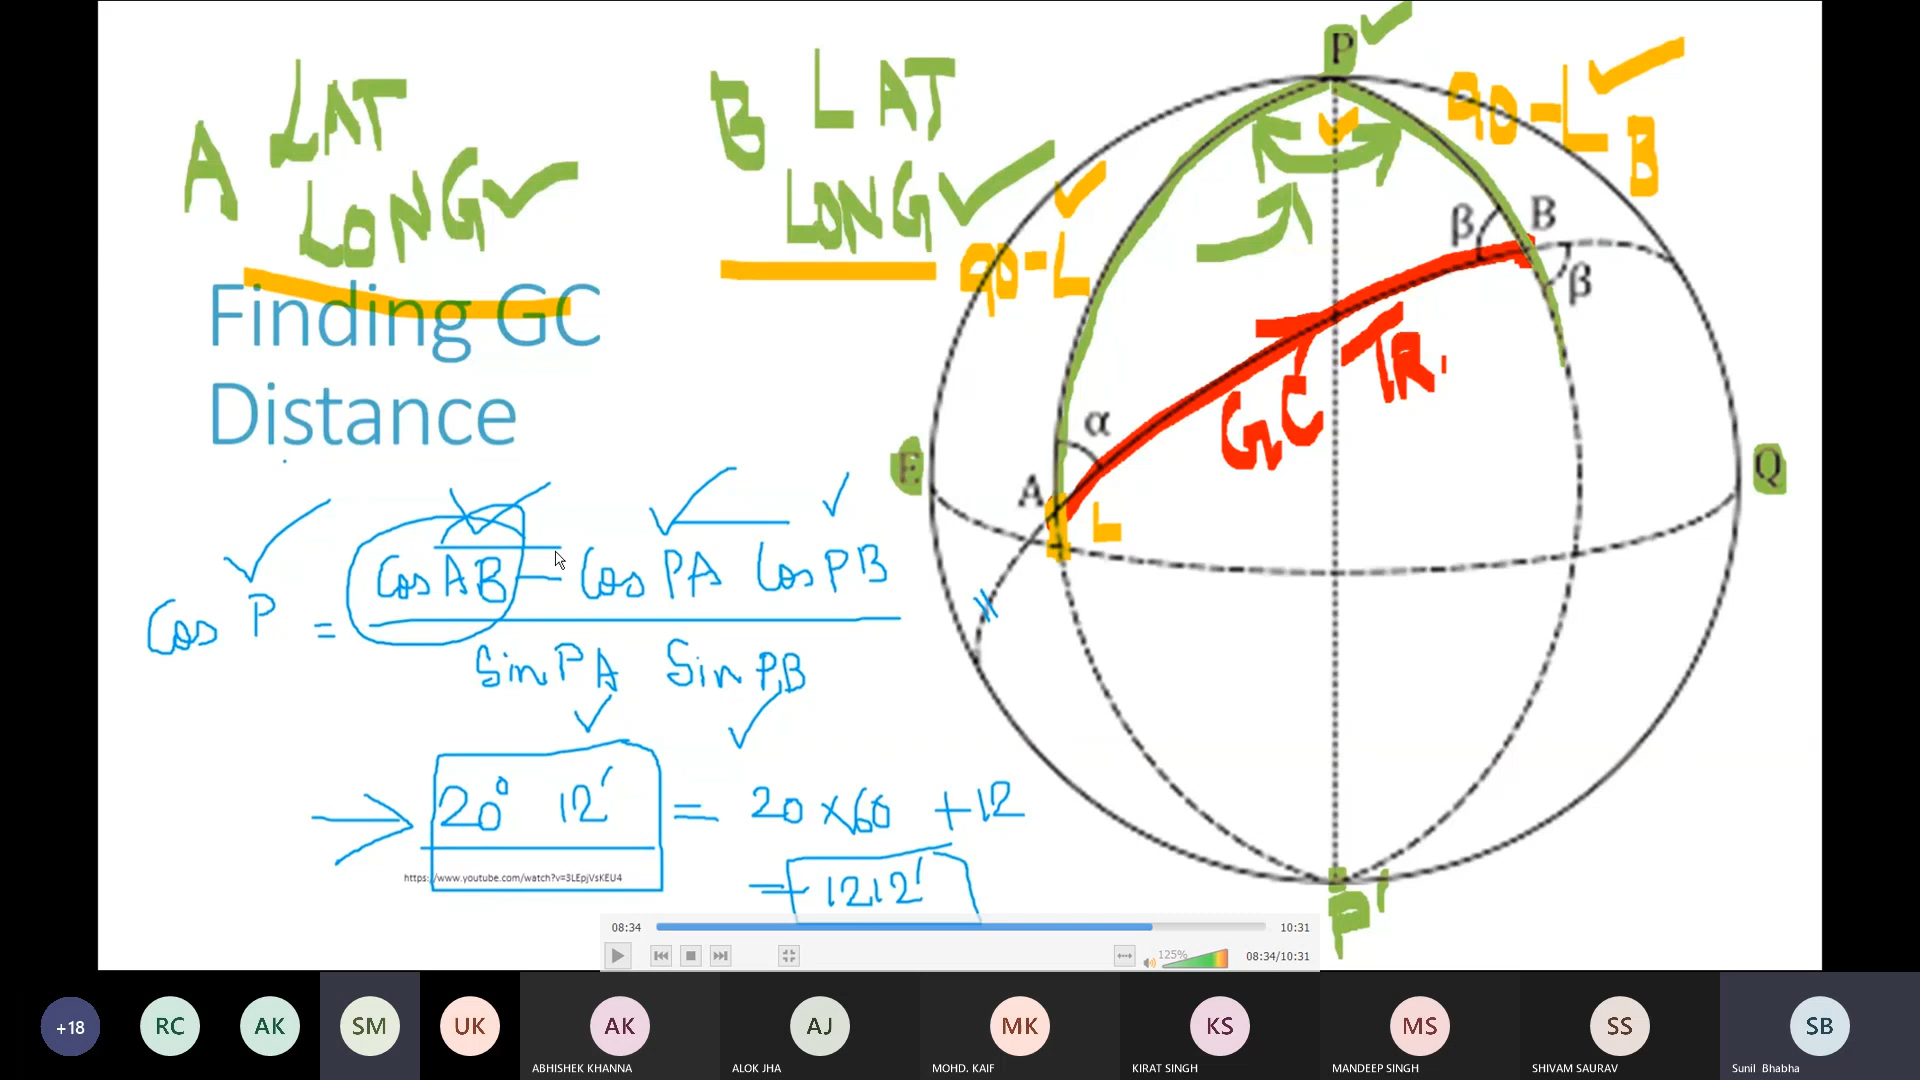 A LAT
LONG
B LAT
LONG
Finding GC
Distance
P
90-L
B
90-L
β
B
β
GC TR.
α
E
A
L
Q
Cos P = Cos AB - Cos PA Cos PB
Sin PA Sin PB
20° 12' = 20 x 60 + 12
= 1212'
https://www.youtube.com/watch?v=3LEpjVsKEU4
P'
08:34
10:31
125%
08:34/10:31
+18
RC
AK
SM
UK
AK
AJ
MK
KS
MS
SS
SB
ABHISHEK KHANNA
ALOK JHA
MOHD. KAIF
KIRAT SINGH
MANDEEP SINGH
SHIVAM SAURAV
Sunil Bhabha